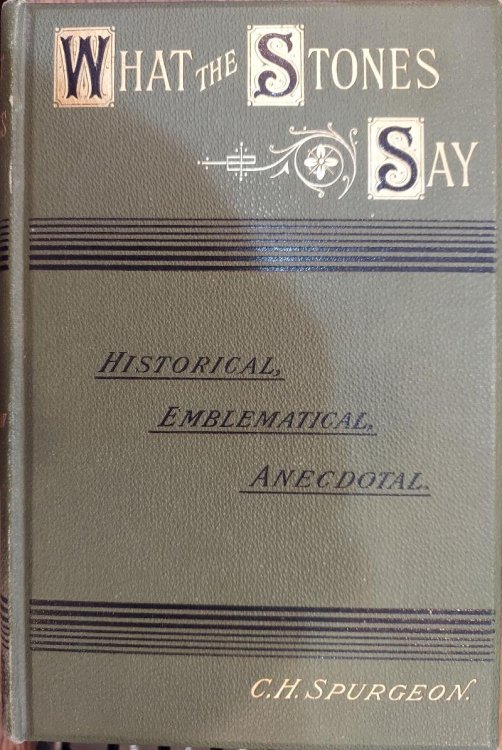 WHAT THE STONES
SAY
HISTORICAL,
EMBLEMATICAL,
ANECDOTAL.
C.H. SPURGEON.